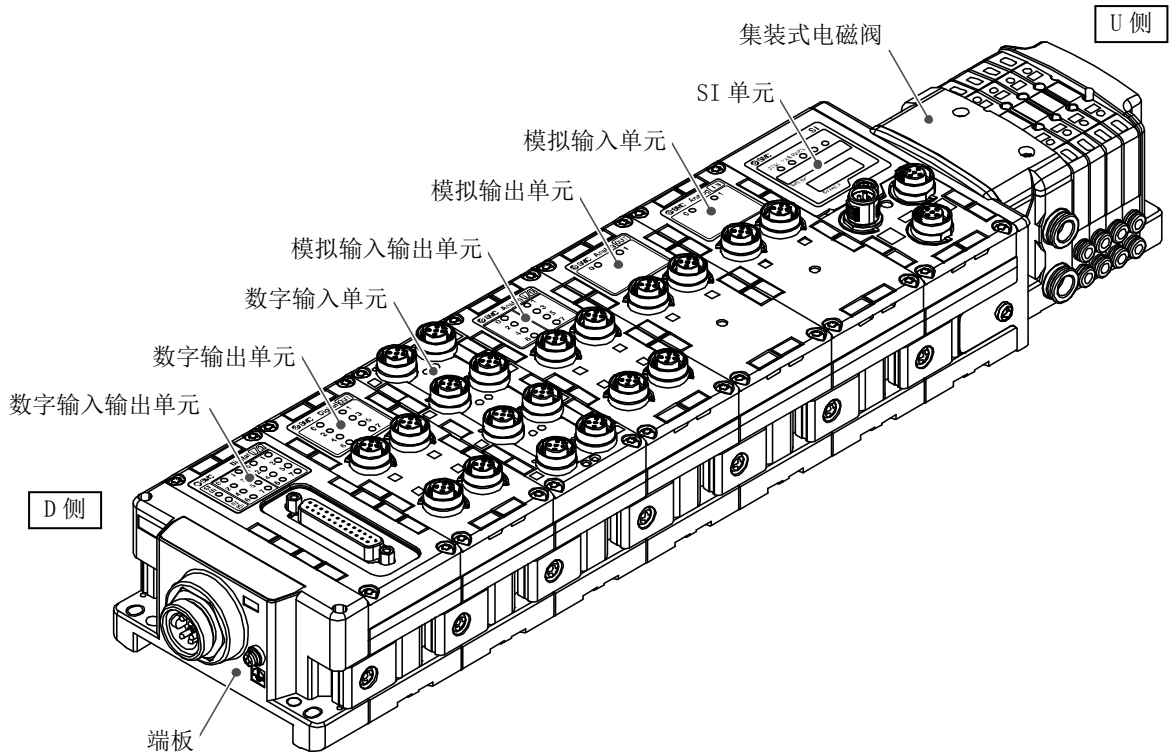 U 侧
集装式电磁阀
SI 单元
模拟输入单元
模拟输出单元
模拟输入输出单元
数字输入单元
数字输出单元
数字输入输出单元
D 侧
端板